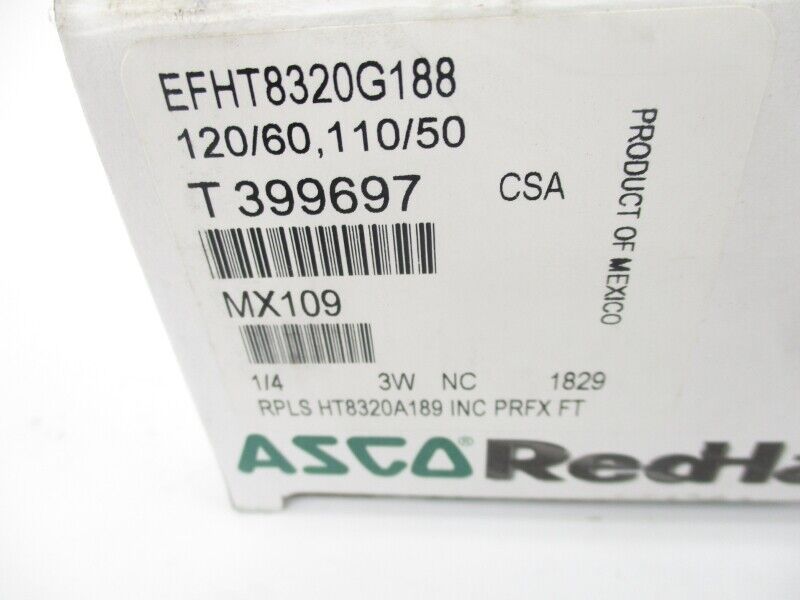 EFHT8320G188
120/60,110/50
T 399697 CSA
MX109
1/4 3W NC 1829
RPLS HT8320A189 INC PRFX FT
PRODUCT OF MEXICO
ASCO® RedHa